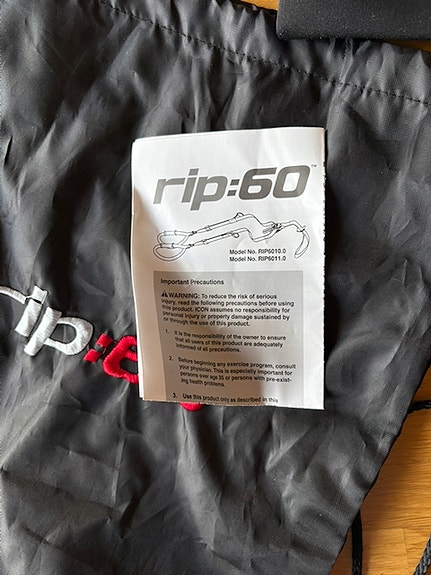 rip:60™
Model No. RIP6010.0
Model No. RIP6011.0
Important Precautions
⚠WARNING: To reduce the risk of serious
injury, read the following precautions before using
this product. ICON assumes no responsibility for
personal injury or property damage sustained by
or through the use of this product.
1. It is the responsibility of the owner to ensure
that all users of this product are adequately
informed of all precautions.
2. Before beginning any exercise program, consult
your physician. This is especially important for
persons over age 35 or persons with pre-exist-
ing health problems.
3. Use this product only as described in this
rip:6